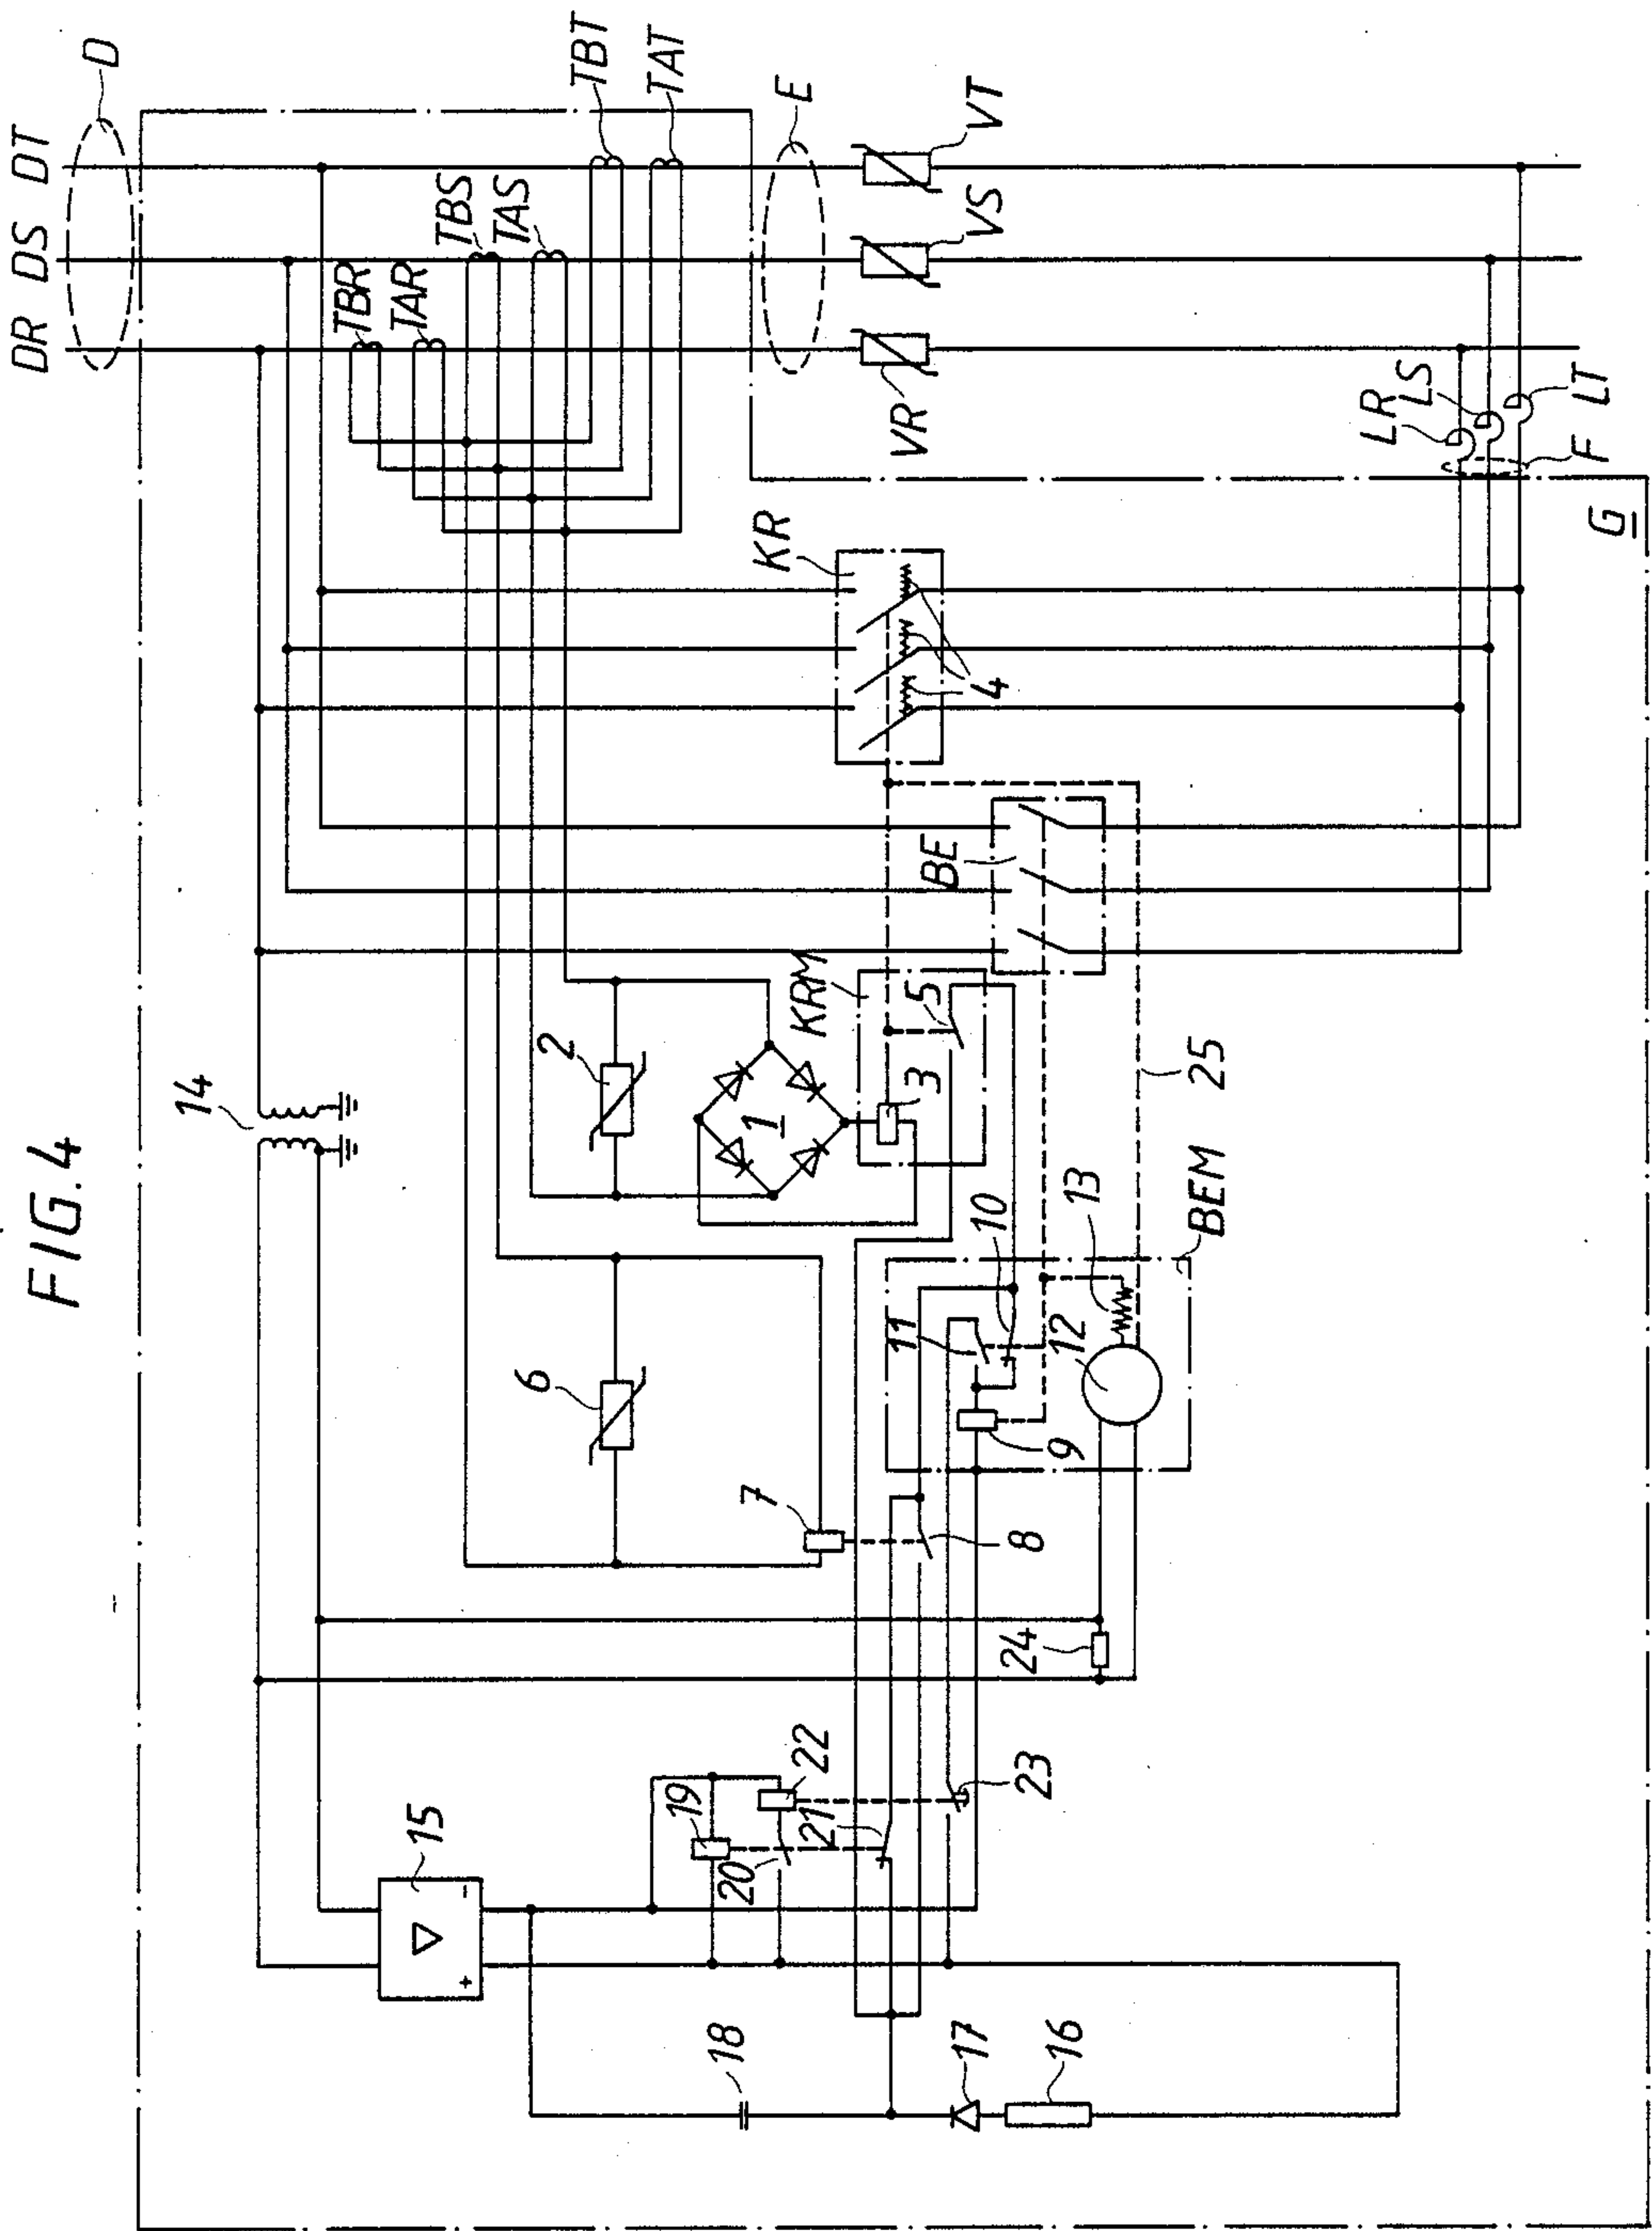 FIG. 4
D
DR DS DT
TBR
TAR
TBS
TAS
TBT
TAT
E
VR
VS
VT
LR
LS
LT
F
G
KR
4
BE
KRM
5
3
2
1
14
25
BEM
13
12
11
10
9
6
7
8
24
15
+
-
19
20
21
22
23
18
17
16